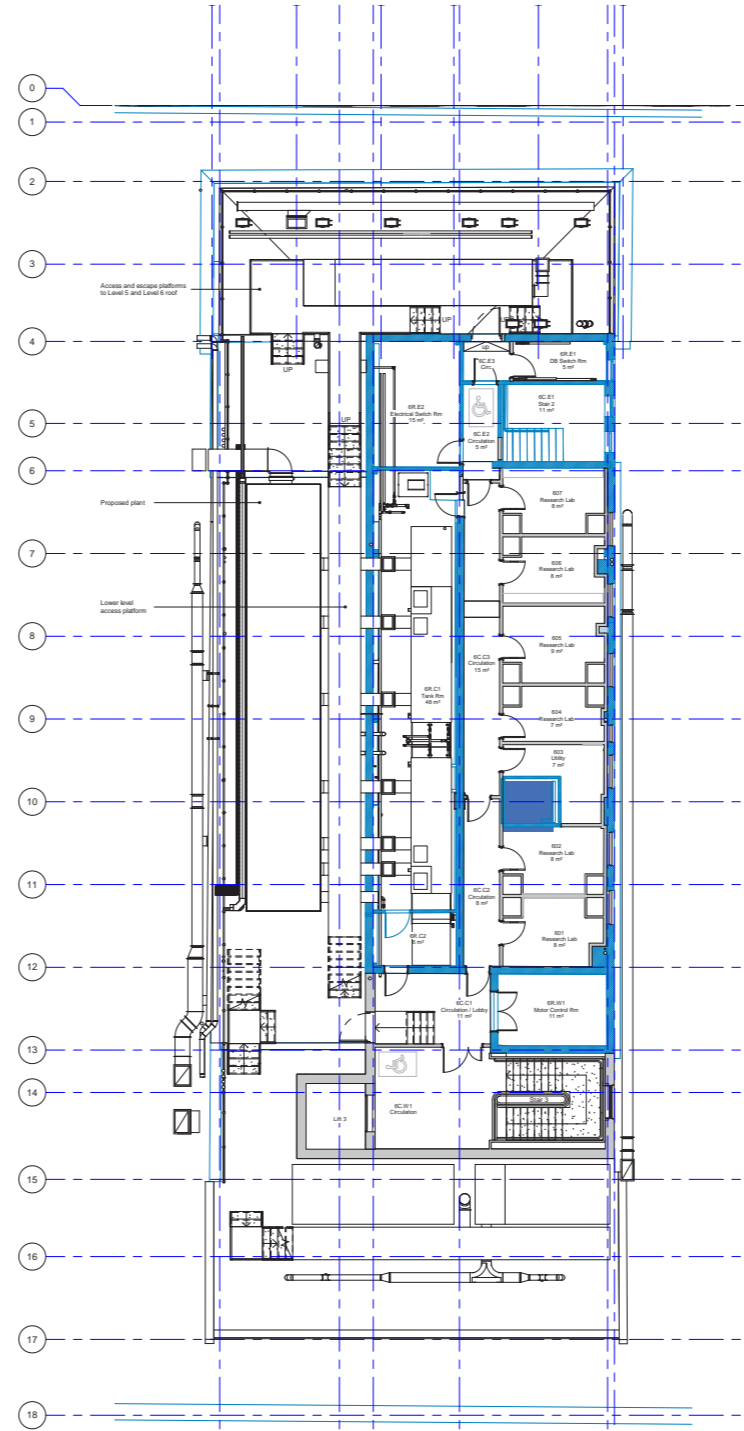 0
1
2
3
Access and escape platforms
to Level 5 and Level 6 roof
UP
UP
4
up
6R.E1
DB Switch Rm
5 m²
6C.E3
Circ
UP
6C.E1
Stair 2
11 m²
6R.E2
Electrical Switch Rm
15 m²
UP
5
6C.E2
Circulation
5 m²
6
607
Research Lab
8 m²
Proposed plant
7
606
Research Lab
8 m²
Lower level
access platform
8
605
Research Lab
9 m²
6C.C3
Circulation
15 m²
6R.C1
Tank Rm
48 m²
604
Research Lab
7 m²
9
603
Utility
7 m²
10
602
Research Lab
8 m²
11
6C.C2
Circulation
8 m²
6R.C2
6 m²
601
Research Lab
8 m²
12
6C.C1
Circulation / Lobby
11 m²
6R.W1
Motor Control Rm
11 m²
13
14
Stair 3
6C.W1
Circulation
Lift 3
15
16
17
18